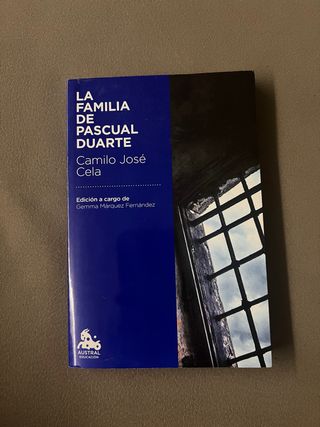 LA
FAMILIA
DE
PASCUAL
DUARTE
Camilo José
Cela
Edición a cargo de
Gemma Márquez Fernández
AUSTRAL
EDUCACIÓN